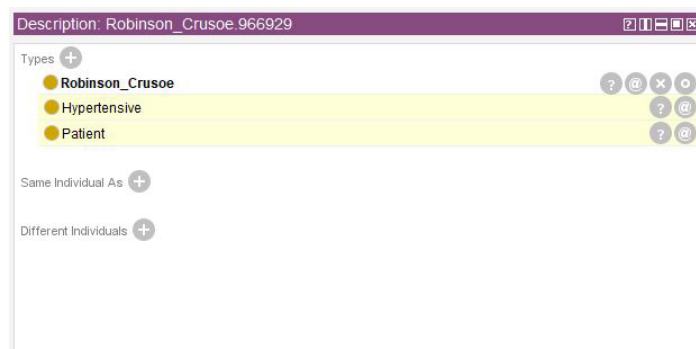 Description: Robinson_Crusoe.966929
Types
Robinson_Crusoe
Hypertensive
Patient
Same Individual As
Different Individuals